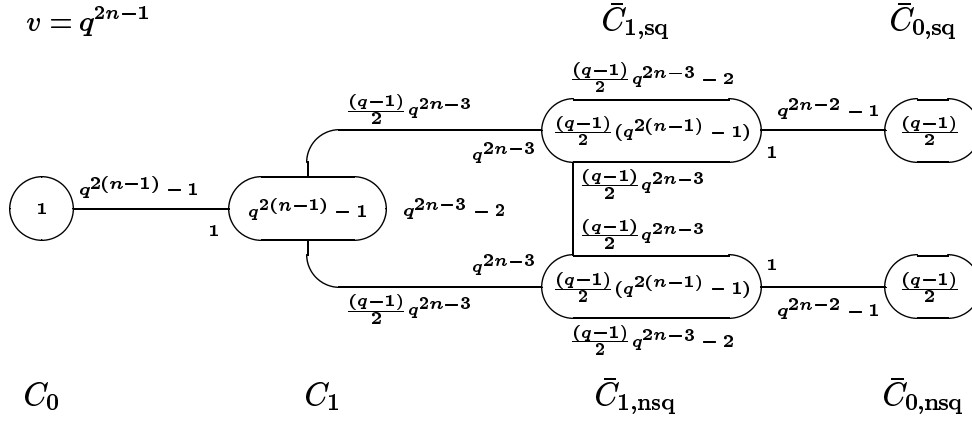 v = q^{2n-1} \bar{C}_{1,sq} \bar{C}_{0,sq}
\frac{(q-1)}{2} q^{2n-3} - 2
\frac{(q-1)}{2} q^{2n-3} q^{2n-2} - 1
\frac{(q-1)}{2} (q^{2(n-1)} - 1) \frac{(q-1)}{2}
q^{2n-3} 1
q^{2(n-1)} - 1 \frac{(q-1)}{2} q^{2n-3}
1 q^{2(n-1)} - 1 q^{2n-3} - 2
1 \frac{(q-1)}{2} q^{2n-3}
q^{2n-3} 1
\frac{(q-1)}{2} (q^{2(n-1)} - 1) \frac{(q-1)}{2}
\frac{(q-1)}{2} q^{2n-3} q^{2n-2} - 1
\frac{(q-1)}{2} q^{2n-3} - 2
C_0 C_1 \bar{C}_{1,nsq} \bar{C}_{0,nsq}